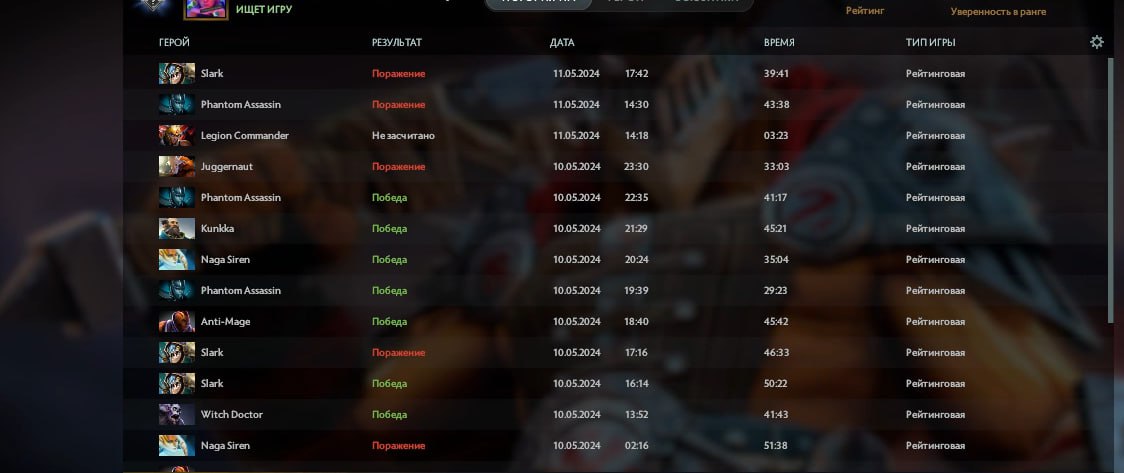 ИЩЕТ ИГРУ
Рейтинг Уверенность в ранге
ГЕРОЙ РЕЗУЛЬТАТ ДАТА ВРЕМЯ ТИП ИГРЫ
Slark Поражение 11.05.2024 17:42 39:41 Рейтинговая
Phantom Assassin Поражение 11.05.2024 14:30 43:38 Рейтинговая
Legion Commander Не засчитано 11.05.2024 14:18 03:23 Рейтинговая
Juggernaut Поражение 10.05.2024 23:30 33:03 Рейтинговая
Phantom Assassin Победа 10.05.2024 22:35 41:17 Рейтинговая
Kunkka Победа 10.05.2024 21:29 45:21 Рейтинговая
Naga Siren Победа 10.05.2024 20:24 35:04 Рейтинговая
Phantom Assassin Победа 10.05.2024 19:39 29:23 Рейтинговая
Anti-Mage Победа 10.05.2024 18:40 45:42 Рейтинговая
Slark Поражение 10.05.2024 17:16 46:33 Рейтинговая
Slark Победа 10.05.2024 16:14 50:22 Рейтинговая
Witch Doctor Победа 10.05.2024 13:52 41:43 Рейтинговая
Naga Siren Поражение 10.05.2024 02:16 51:38 Рейтинговая